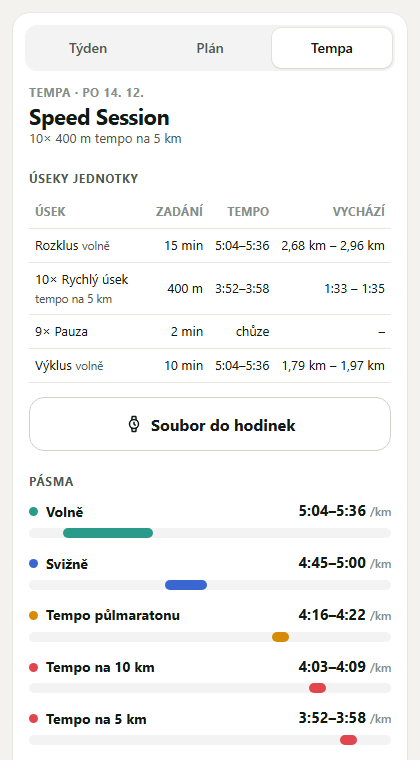 Týden Plán Tempa
TEMPA · PO 14. 12.
Speed Session
10× 400 m tempo na 5 km
ÚSEKY JEDNOTKY
ÚSEK ZADÁNÍ TEMPO VYCHÁZÍ
Rozklus volně 15 min 5:04–5:36 2,68 km – 2,96 km
10× Rychlý úsek
tempo na 5 km 400 m 3:52–3:58 1:33 – 1:35
9× Pauza 2 min chůze –
Výklus volně 10 min 5:04–5:36 1,79 km – 1,97 km
Soubor do hodinek
PÁSMA
Volně 5:04–5:36 /km
Svižně 4:45–5:00 /km
Tempo půlmaratonu 4:16–4:22 /km
Tempo na 10 km 4:03–4:09 /km
Tempo na 5 km 3:52–3:58 /km